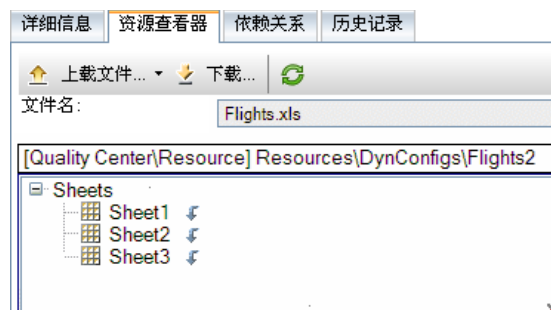 详细信息 资源查看器 依赖关系 历史记录
上载文件... 下载...
文件名: Flights.xls
[Quality Center\Resource] Resources\DynConfigs\Flights2
Sheets
Sheet1
Sheet2
Sheet3